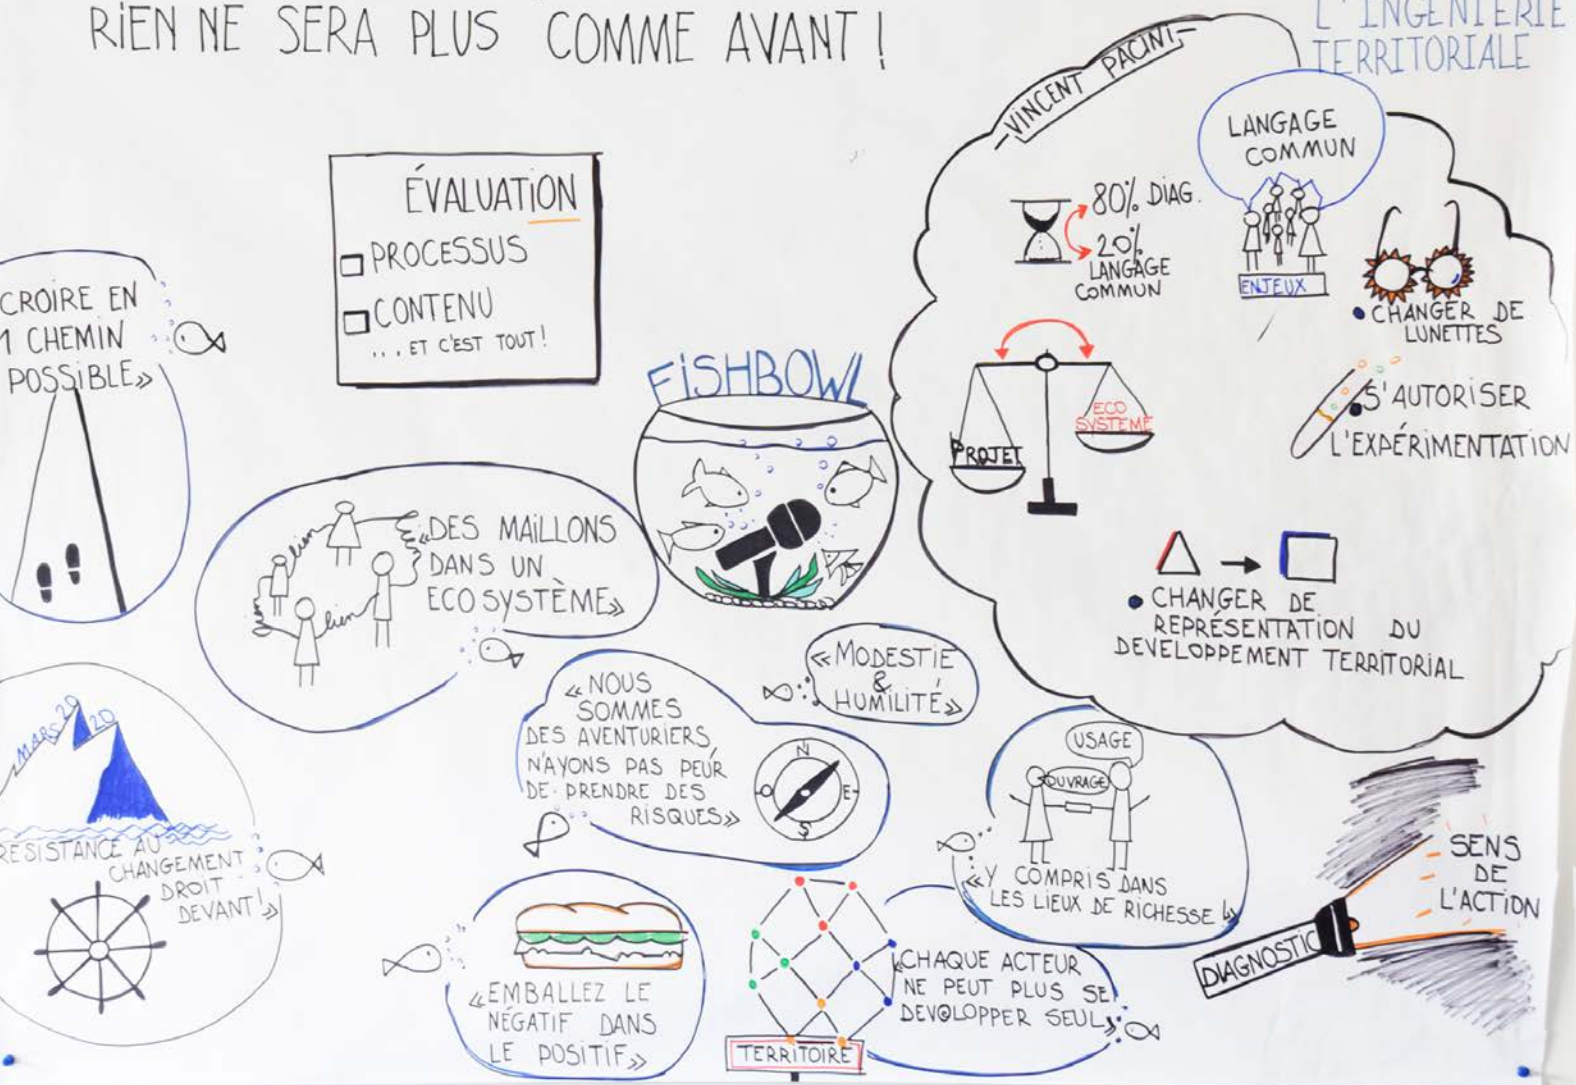 RIEN NE SERA PLUS COMME AVANT !
L'INGÉNIERIE
TERRITORIALE
ÉVALUATION
PROCESSUS
CONTENU
... ET C'EST TOUT !
CROIRE EN
1 CHEMIN
POSSIBLE»
FISHBOWL
«DES MAILLONS
DANS UN
ECOSYSTÈME»
lien
lien
lien
VINCENT PACINI
LANGAGE
COMMUN
ENJEUX
80% DIAG.
20%
LANGAGE
COMMUN
CHANGER DE
LUNETTES
S'AUTORISER
L'EXPÉRIMENTATION
PROJET
ECO
SYSTÈME
CHANGER DE
REPRÉSENTATION DU
DEVELOPPEMENT TERRITORIAL
«MODESTIE
&
HUMILITÉ»
«NOUS
SOMMES
DES AVENTURIERS,
N'AYONS PAS PEUR
DE PRENDRE DES
RISQUES»
N
O
E
S
MARS 2020
RÉSISTANCE AU
CHANGEMENT
DROIT
DEVANT !»
«EMBALLEZ LE
NÉGATIF DANS
LE POSITIF»
TERRITOIRE
«CHAQUE ACTEUR
NE PEUT PLUS SE
DEVOLOPPER SEUL»
USAGE
OUVRAGE
«Y COMPRIS DANS
LES LIEUX DE RICHESSE !»
DIAGNOSTIC
SENS
DE
L'ACTION